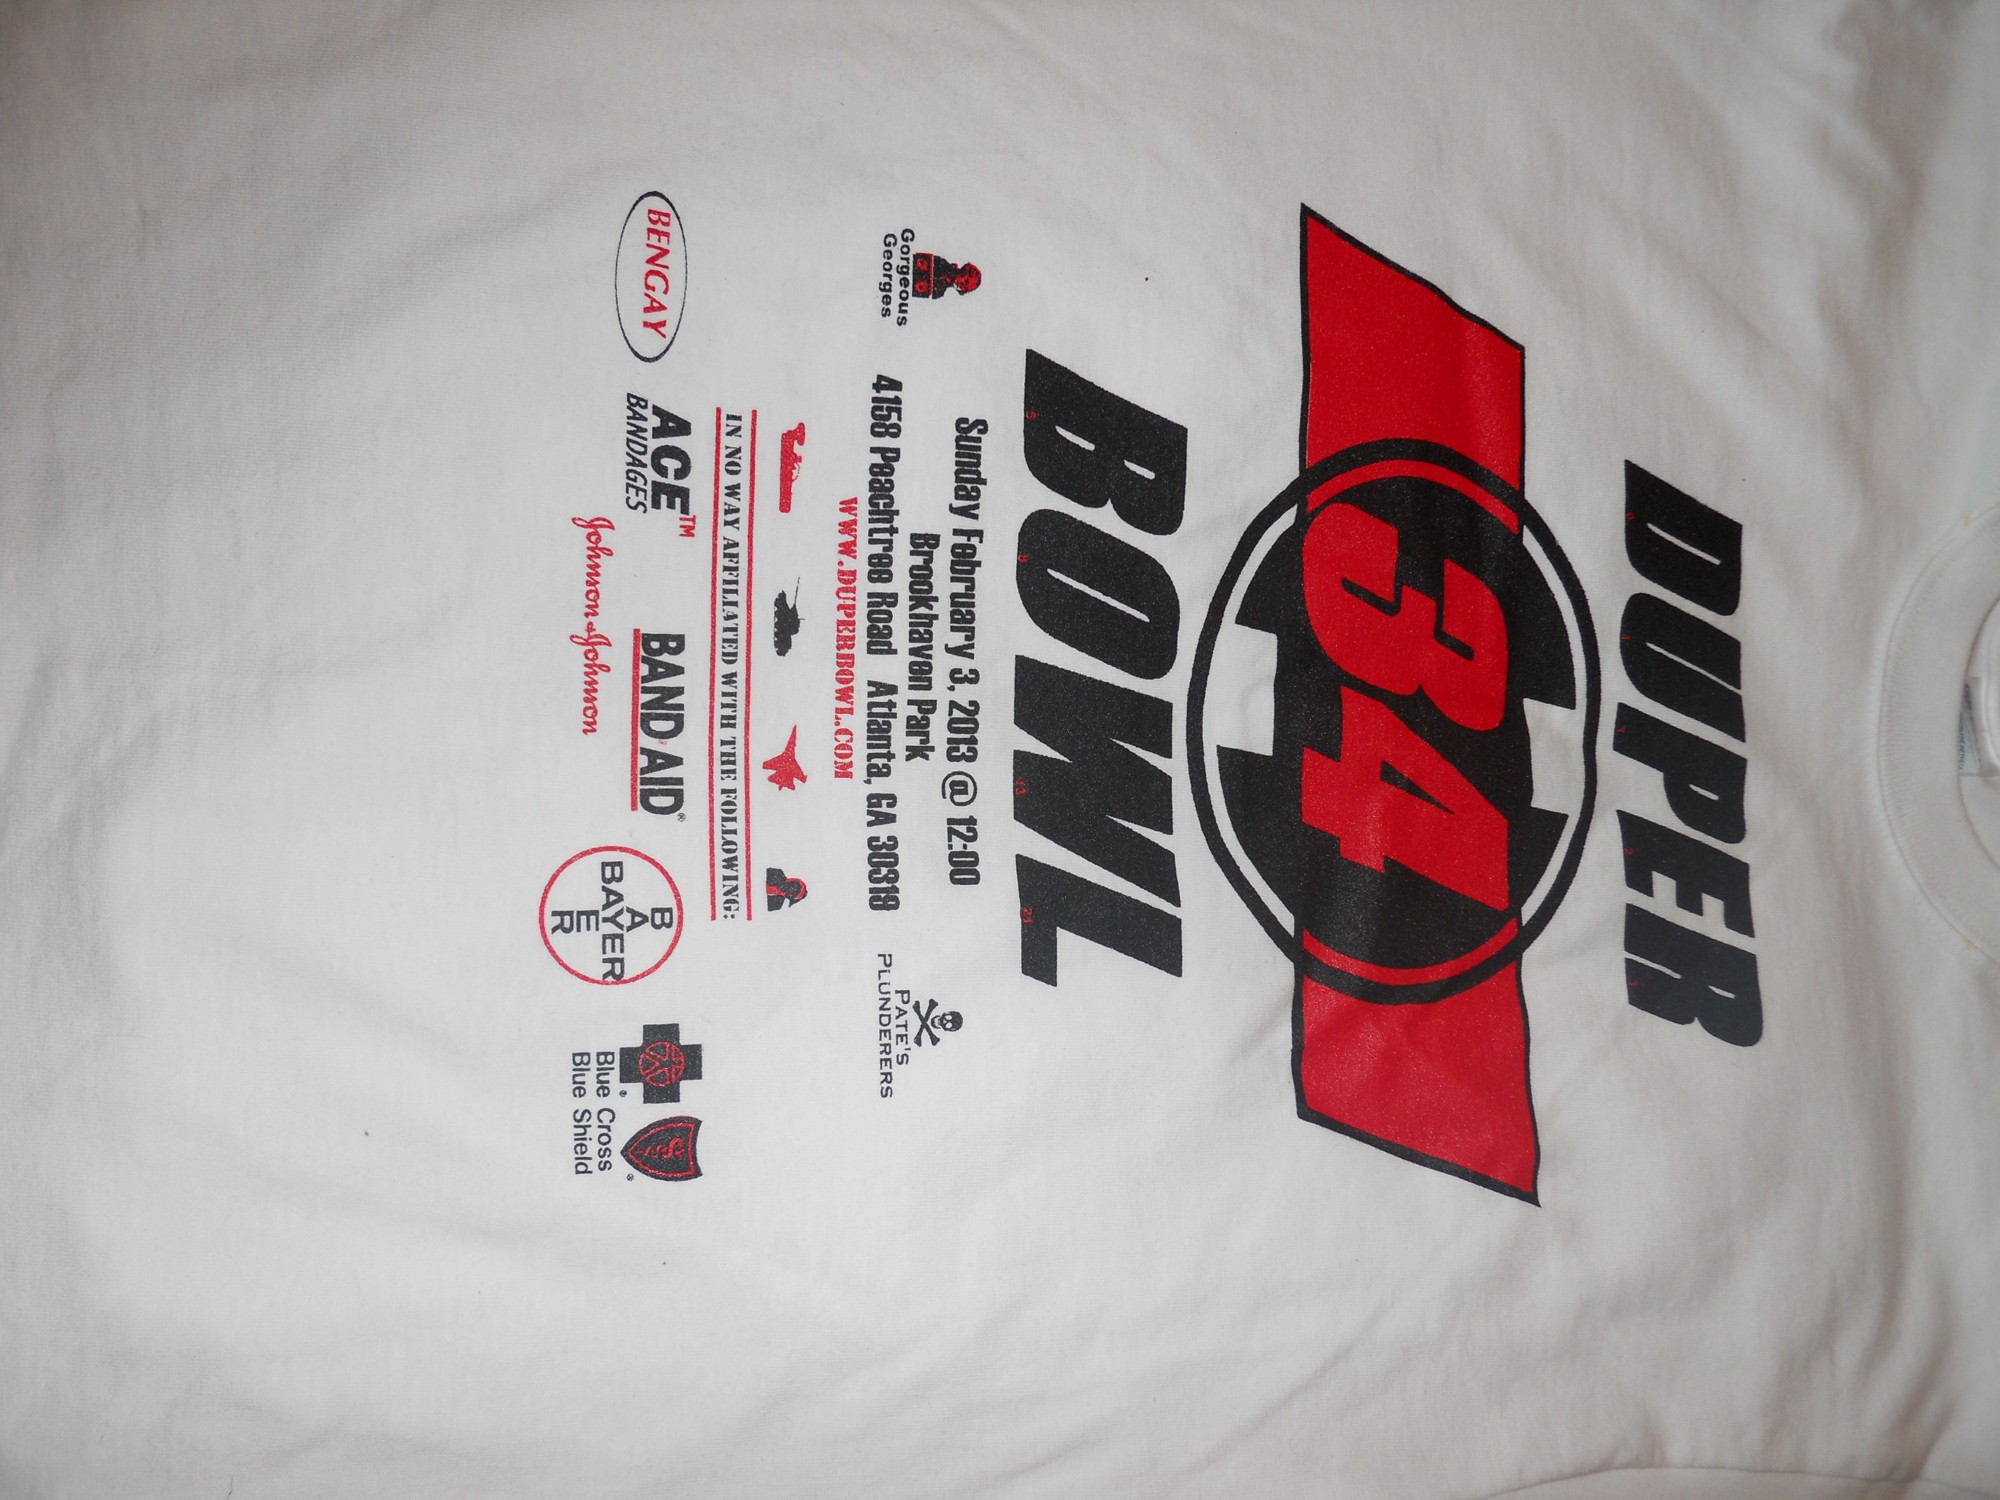 DUPER
34
BOWL
Sunday February 3, 2013 @ 12:00
Brookhaven Park
4158 Peachtree Road Atlanta, GA 30318
WWW.DUPERBOWL.COM
Gorgeous
Georges
PATE'S
PLUNDERERS
IN NO WAY AFFILIATED WITH THE FOLLOWING:
BENGAY
ACE™
BANDAGES
Johnson & Johnson
BAND-AID®
BAYER
BAYER
Blue Cross
Blue Shield